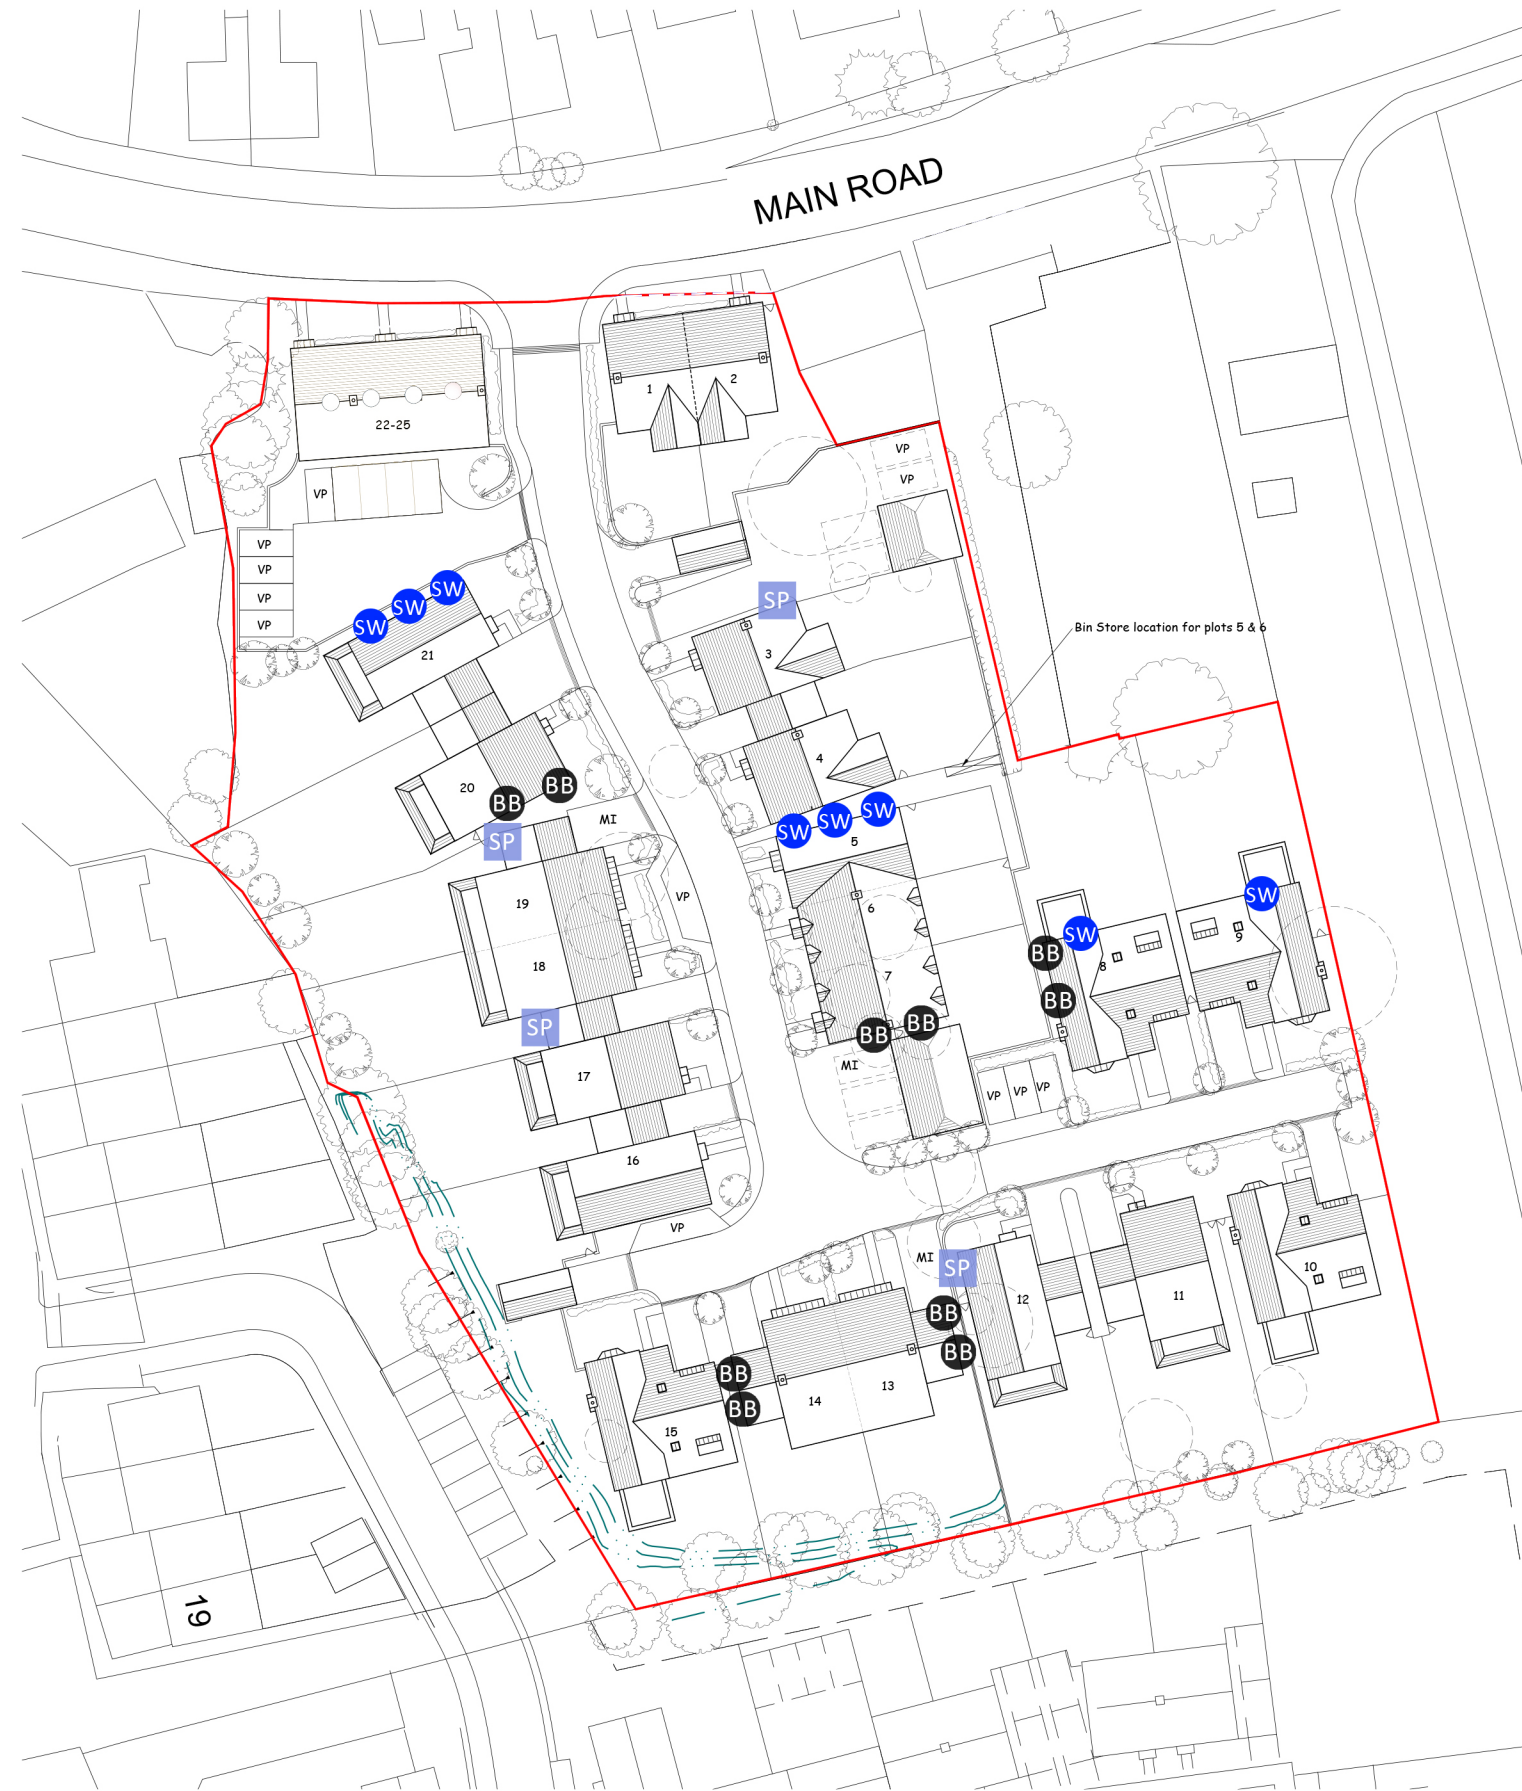 MAIN ROAD
1
2
22-25
VP
VP
VP
VP
VP
VP
VP
SW
SW
SW
SP
Bin Store location for plots 5 & 6
21
3
4
20
BB
BB
SP
MI
SW
SW
SW
5
19
VP
6
SW
SW
9
18
7
BB
8
BB
SP
BB
BB
MI
17
VP
VP
VP
16
VP
MI
SP
10
11
12
BB
BB
BB
BB
13
14
15
19